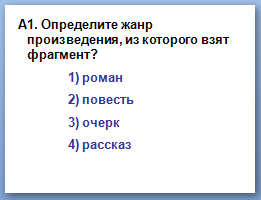 А1. Определите жанр
произведения, из которого взят
фрагмент?
1) роман
2) повесть
3) очерк
4) рассказ